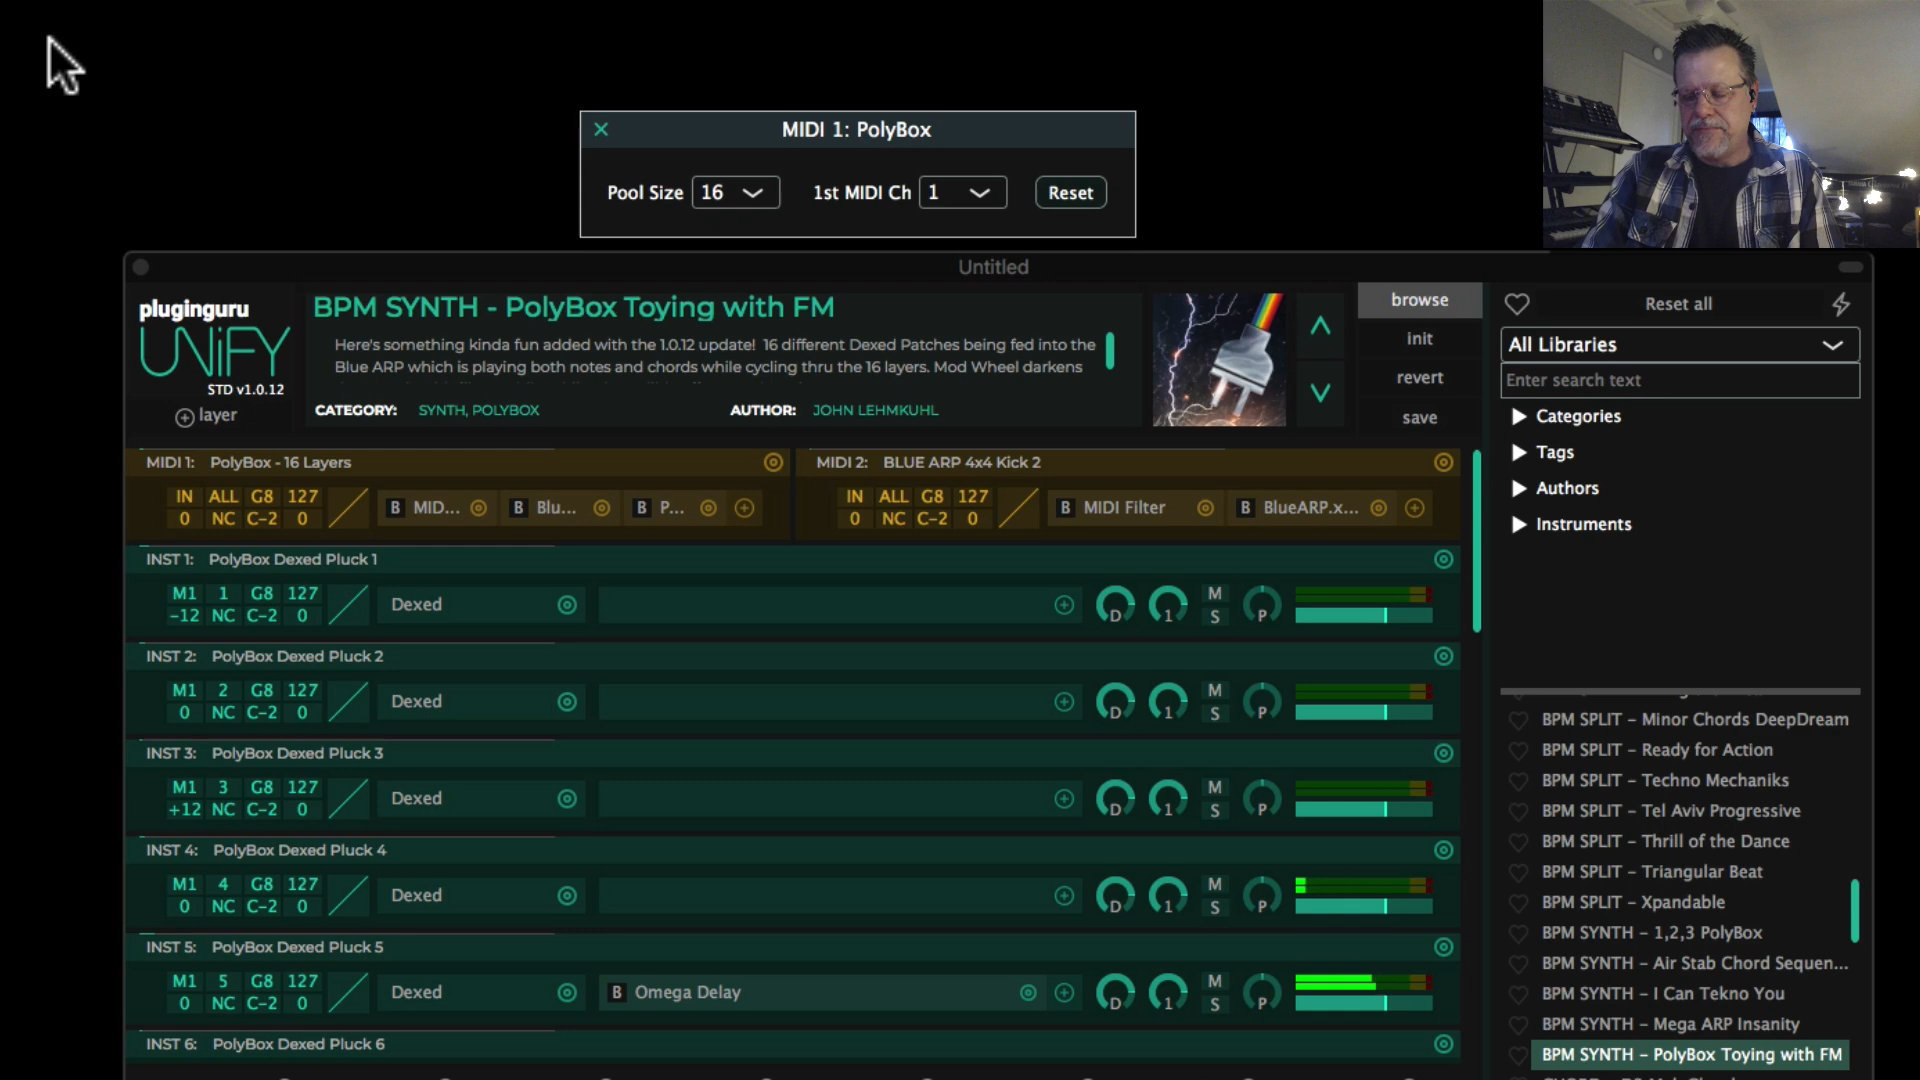 MIDI 1: PolyBox
Pool Size 16 1st MIDI Ch 1 Reset
Untitled
pluginguru
UNIFY
STD v1.0.12
layer
BPM SYNTH - PolyBox Toying with FM
Here's something kinda fun added with the 1.0.12 update! 16 different Dexed Patches being fed into the
Blue ARP which is playing both notes and chords while cycling thru the 16 layers. Mod Wheel darkens
CATEGORY: SYNTH, POLYBOX AUTHOR: JOHN LEHMKUHL
browse
init
revert
save
Reset all
All Libraries
Enter search text
Categories
Tags
Authors
Instruments
MIDI 1: PolyBox - 16 Layers
IN ALL G8 127
0 NC C-2 0
B MID... B Blu... B P...
MIDI 2: BLUE ARP 4x4 Kick 2
IN ALL G8 127
0 NC C-2 0
B MIDI Filter B BlueARP.x...
INST 1: PolyBox Dexed Pluck 1
M1 1 G8 127
-12 NC C-2 0
Dexed
D 1 M S P
INST 2: PolyBox Dexed Pluck 2
M1 2 G8 127
0 NC C-2 0
Dexed
D 1 M S P
INST 3: PolyBox Dexed Pluck 3
M1 3 G8 127
+12 NC C-2 0
Dexed
D 1 M S P
INST 4: PolyBox Dexed Pluck 4
M1 4 G8 127
0 NC C-2 0
Dexed
D 1 M S P
INST 5: PolyBox Dexed Pluck 5
M1 5 G8 127
0 NC C-2 0
Dexed
B Omega Delay
D 1 M S P
INST 6: PolyBox Dexed Pluck 6
BPM SPLIT - Minor Chords DeepDream
BPM SPLIT - Ready for Action
BPM SPLIT - Techno Mechaniks
BPM SPLIT - Tel Aviv Progressive
BPM SPLIT - Thrill of the Dance
BPM SPLIT - Triangular Beat
BPM SPLIT - Xpandable
BPM SYNTH - 1,2,3 PolyBox
BPM SYNTH - Air Stab Chord Sequen...
BPM SYNTH - I Can Tekno You
BPM SYNTH - Mega ARP Insanity
BPM SYNTH - PolyBox Toying with FM